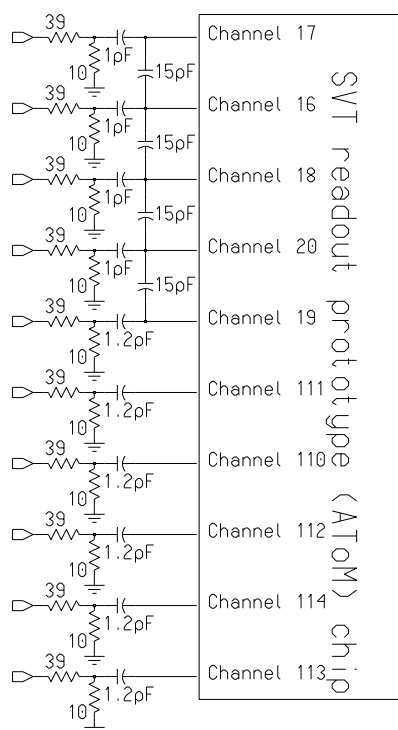 39
Channel 17
1pF
10
15pF
39
Channel 16
1pF
10
15pF
39
Channel 18
1pF
10
15pF
39
Channel 20
1pF
10
15pF
39
Channel 19
1.2pF
10
39
Channel 111
1.2pF
10
39
Channel 110
1.2pF
10
39
Channel 112
1.2pF
10
39
Channel 114
1.2pF
10
39
Channel 113
1.2pF
10
SVT readout prototype (AToM) chip